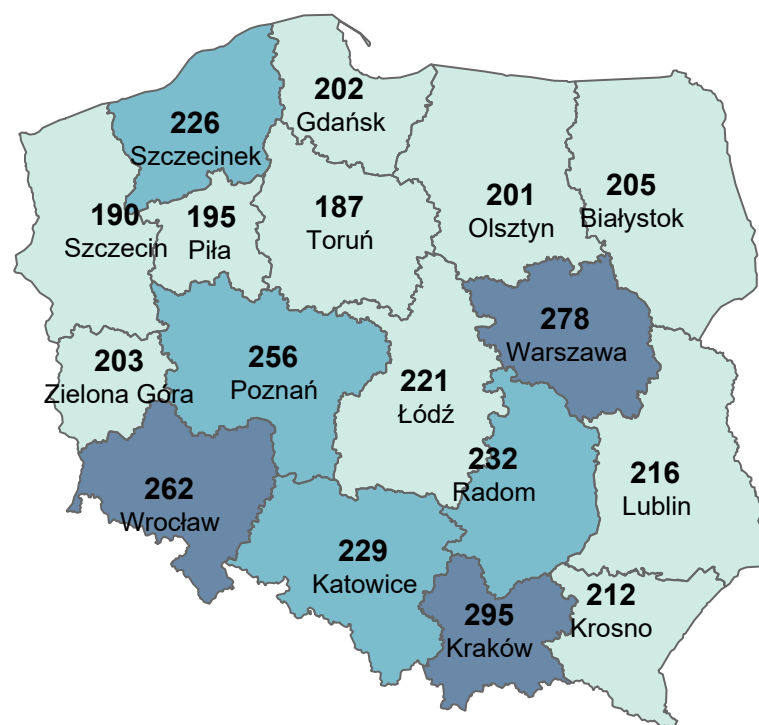 202
Gdańsk
226
Szczecinek
201
Olsztyn
205
Białystok
190
Szczecin
195
Piła
187
Toruń
278
Warszawa
203
Zielona Góra
256
Poznań
221
Łódź
232
Radom
216
Lublin
262
Wrocław
229
Katowice
295
Kraków
212
Krosno